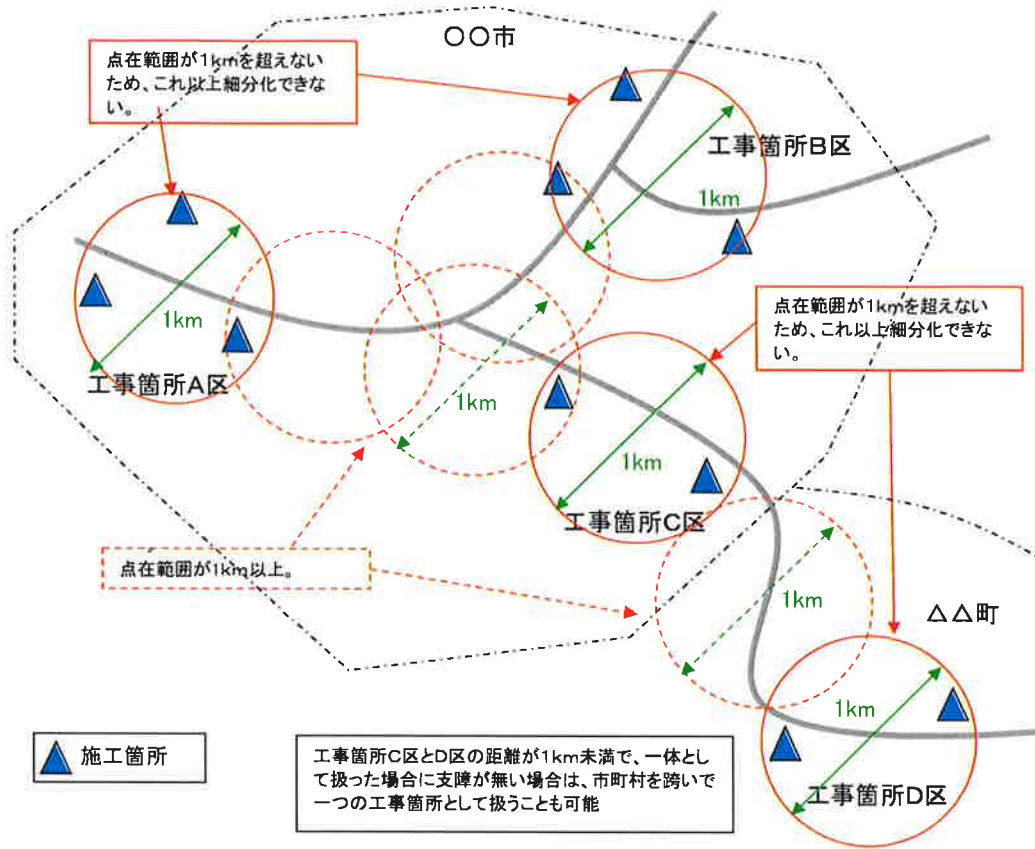 〇〇市
点在範囲が1kmを超えない
ため、これ以上細分化できな
い。
工事箇所B区
1km
1km
工事箇所A区
点在範囲が1kmを超えない
ため、これ以上細分化できな
い。
1km
1km
工事箇所C区
点在範囲が1km以上。
1km
△△町
1km
工事箇所D区
施工箇所
工事箇所C区とD区の距離が1km未満で、一体とし
て扱った場合に支障が無い場合は、市町村を跨いで
一つの工事箇所として扱うことも可能